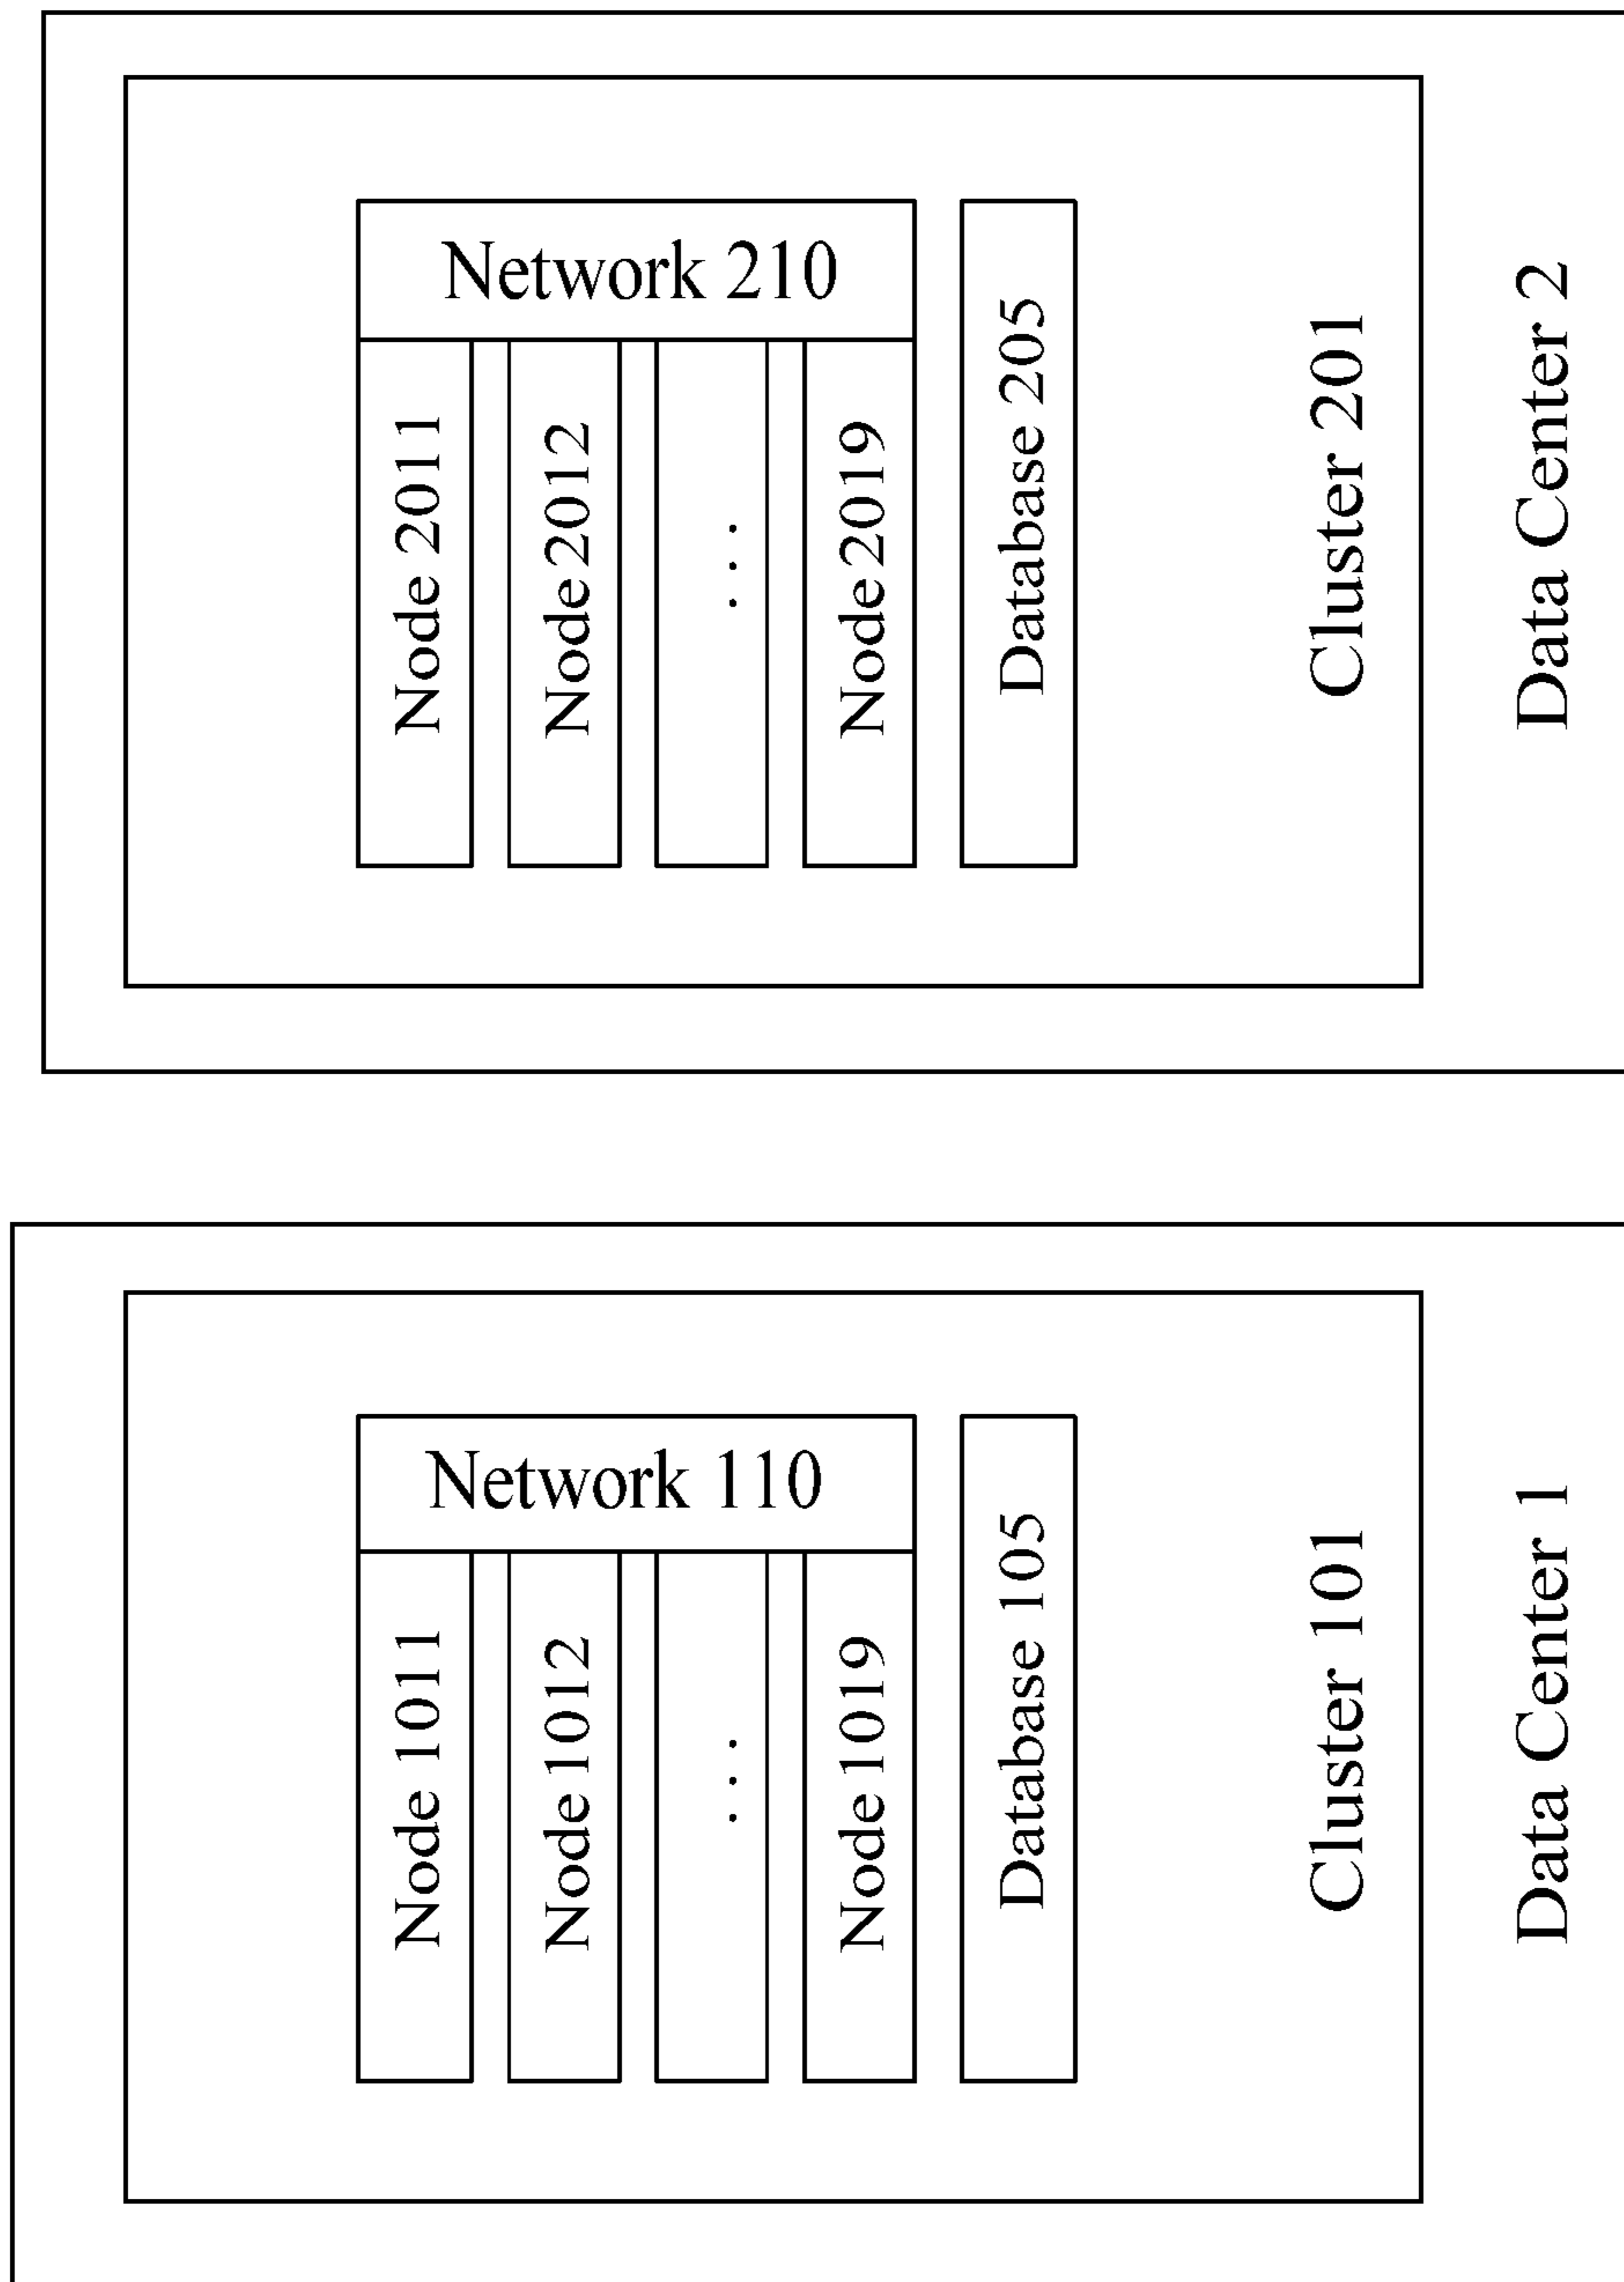 Network 210
Node 2011
Node 2012
...
Node 2019
Database 205
Cluster 201
Data Center 2
Network 110
Node 1011
Node 1012
...
Node 1019
Database 105
Cluster 101
Data Center 1